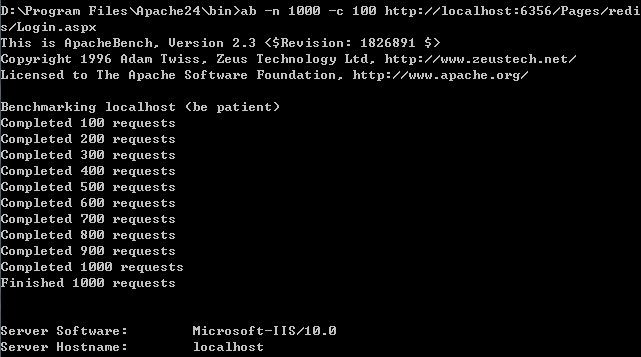 D:\Program Files\Apache24\bin>ab -n 1000 -c 100 http://localhost:6356/Pages/redi
s/Login.aspx
This is ApacheBench, Version 2.3 <$Revision: 1826891 $>
Copyright 1996 Adam Twiss, Zeus Technology Ltd, http://www.zeustech.net/
Licensed to The Apache Software Foundation, http://www.apache.org/
Benchmarking localhost (be patient)
Completed 100 requests
Completed 200 requests
Completed 300 requests
Completed 400 requests
Completed 500 requests
Completed 600 requests
Completed 700 requests
Completed 800 requests
Completed 900 requests
Completed 1000 requests
Finished 1000 requests
Server Software:        Microsoft-IIS/10.0
Server Hostname:        localhost